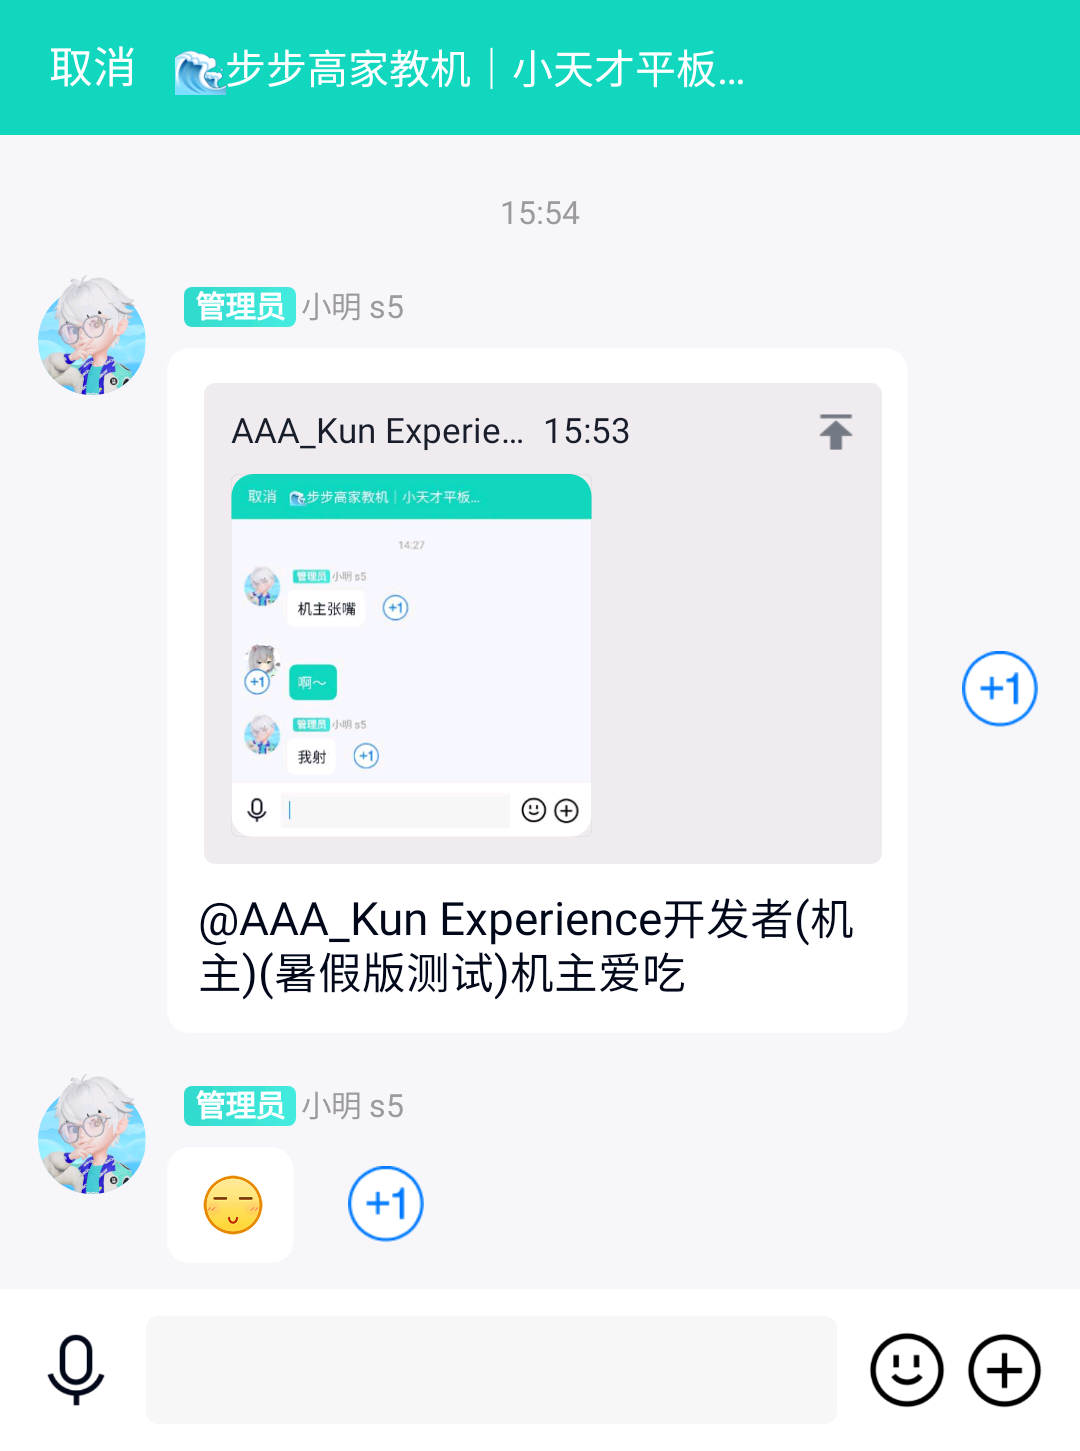 取消 🌊步步高家教机｜小天才平板...
15:54
管理员 小明 s5
AAA_Kun Experie... 15:53
取消 🌊步步高家教机｜小天才平板...
14:27
管理员 小明 s5
机主张嘴 +1
+1 啊～
管理员 小明 s5
我射 +1
+1
@AAA_Kun Experience开发者(机
主)(暑假版测试)机主爱吃
管理员 小明 s5
+1